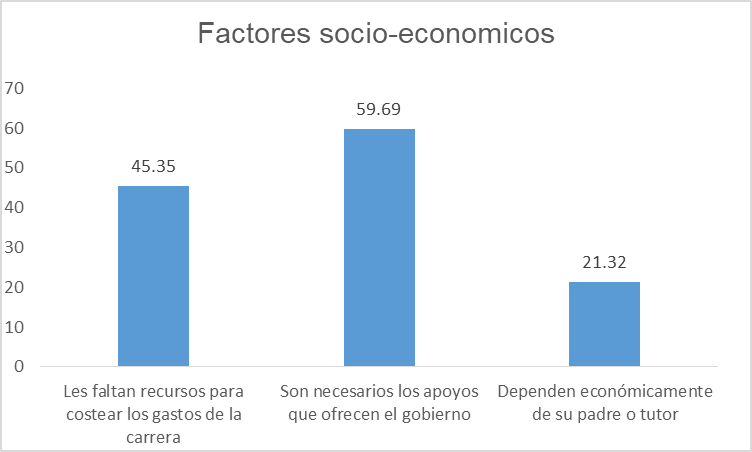 Factores socio-economicos
70
60
50
40
30
20
10
0
45.35
59.69
21.32
Les faltan recursos para
costear los gastos de la
carrera
Son necesarios los apoyos
que ofrecen el gobierno
Dependen económicamente
de su padre o tutor